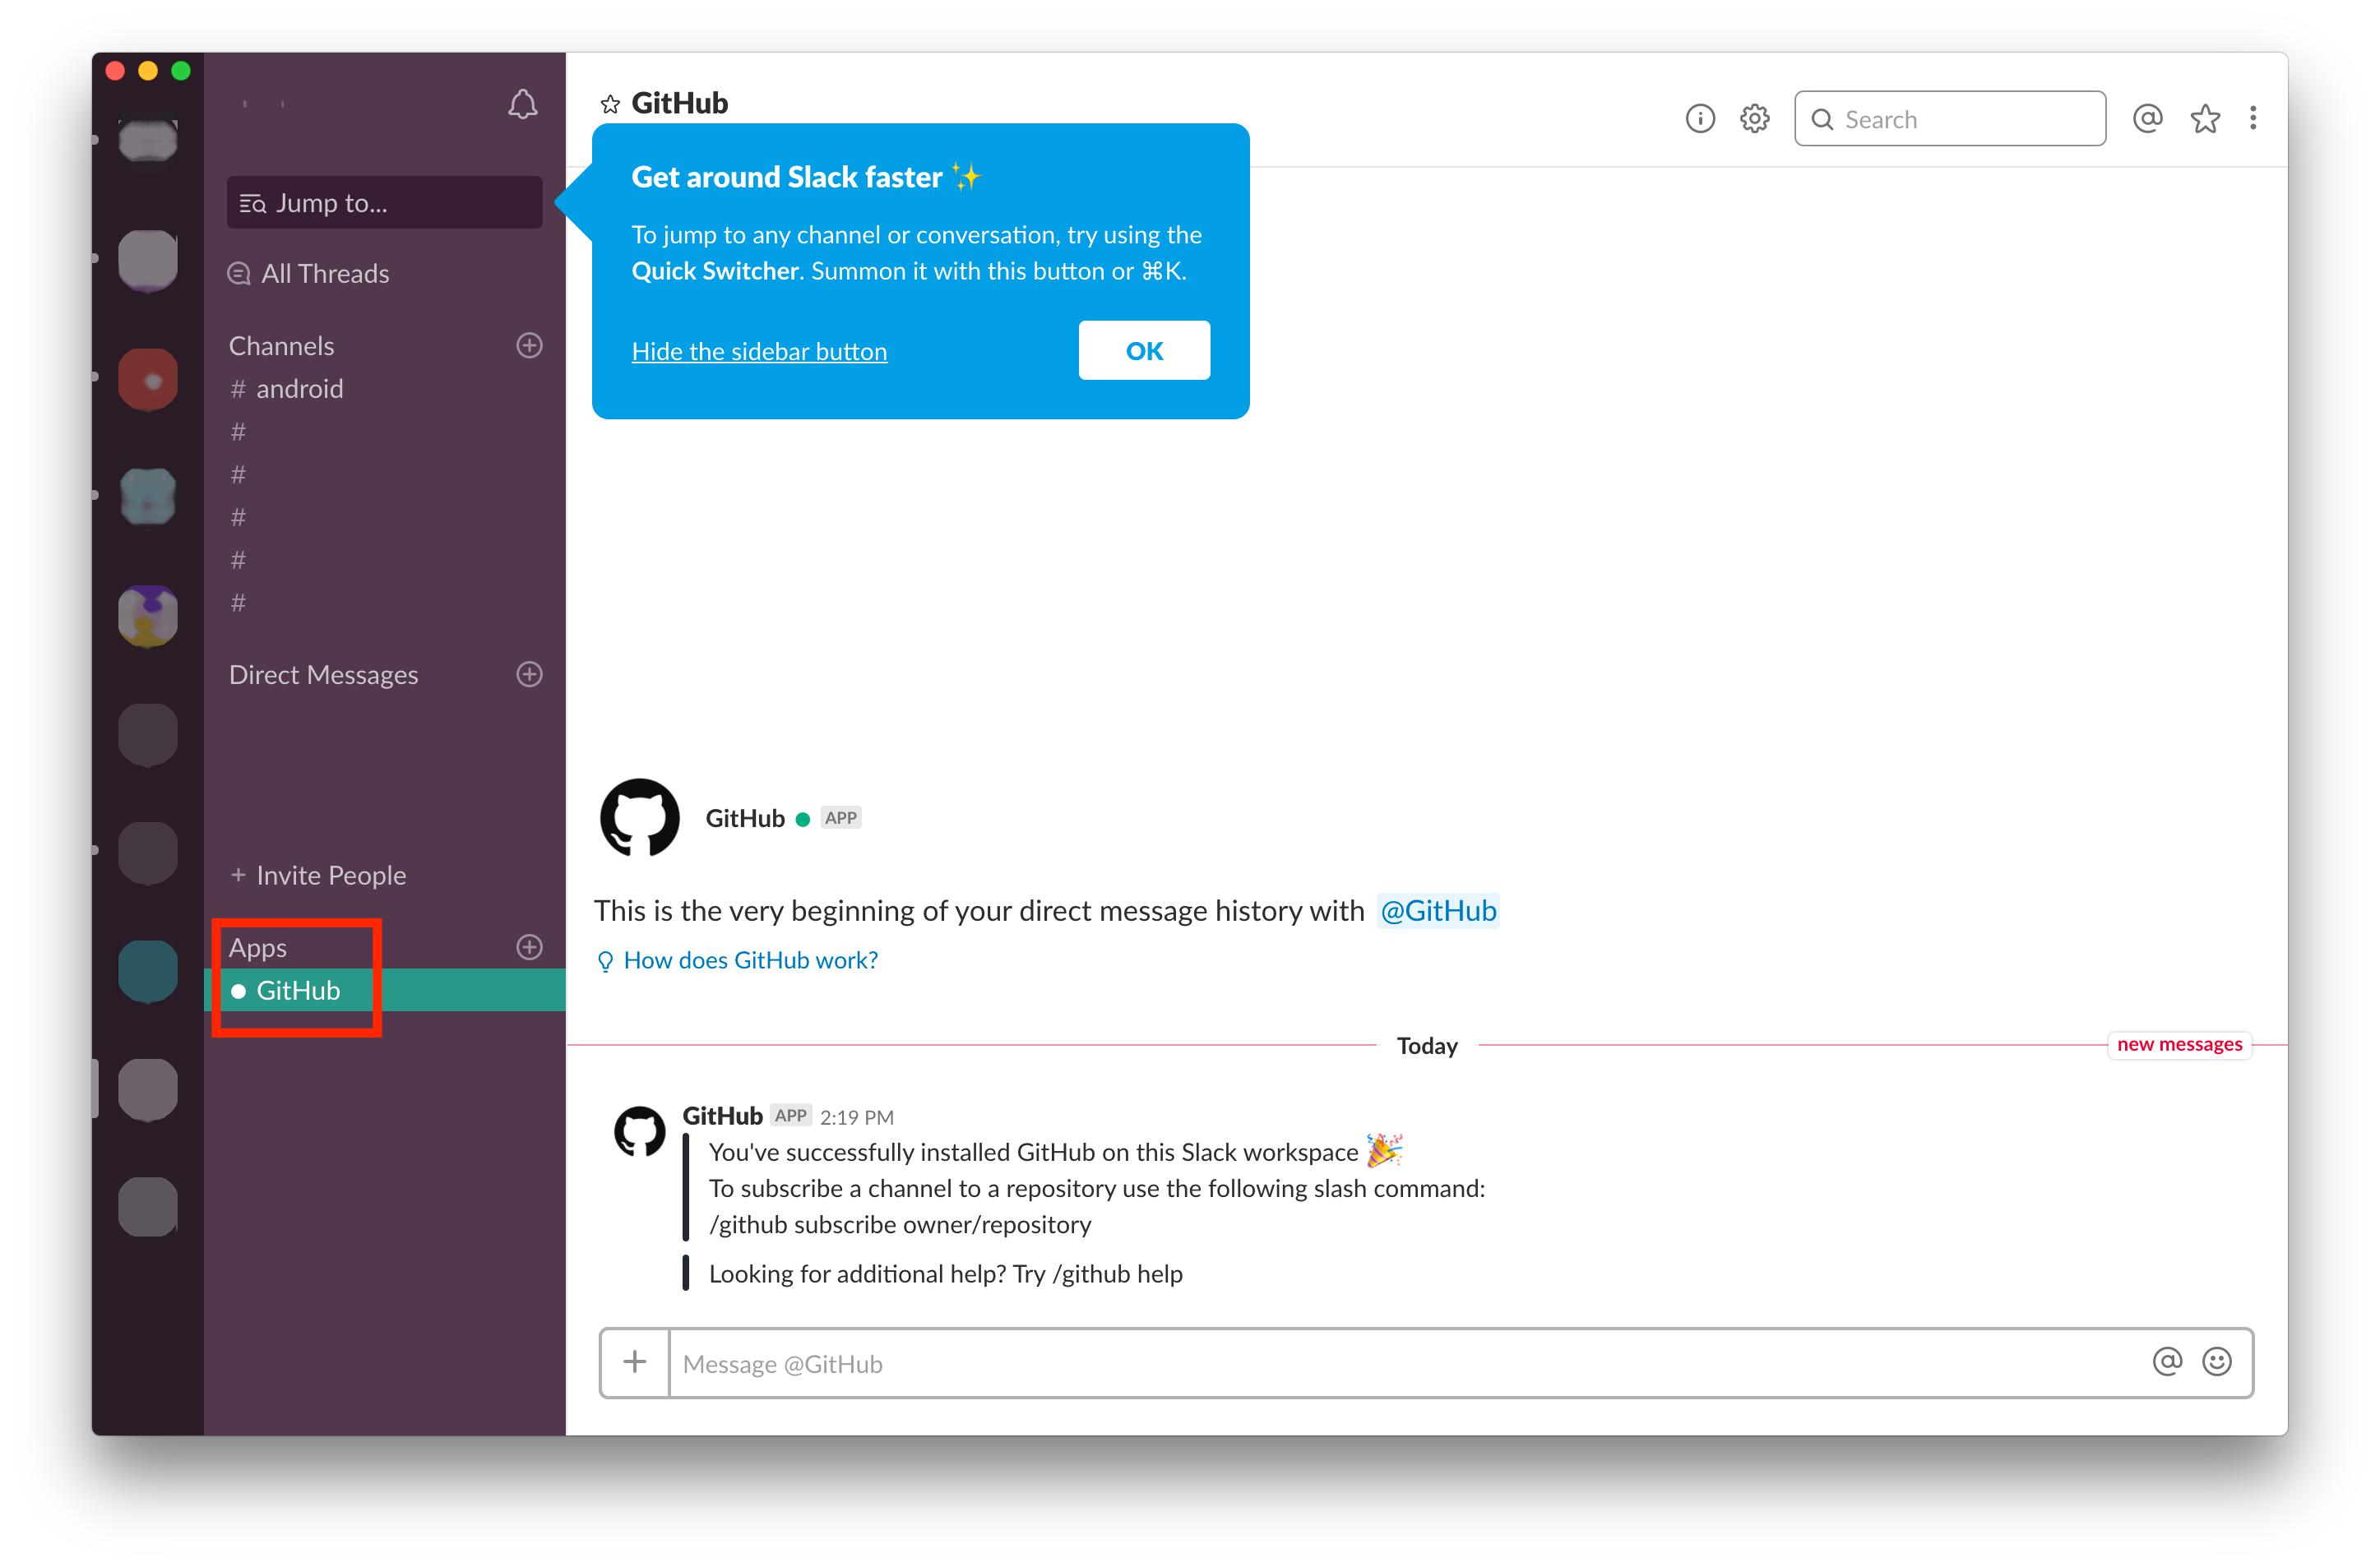 Jump to...
All Threads
Channels
# android
#
#
#
#
#
Direct Messages
+ Invite People
Apps
GitHub
GitHub
Search
Get around Slack faster ✨
To jump to any channel or conversation, try using the
Quick Switcher. Summon it with this button or ⌘K.
Hide the sidebar button
OK
GitHub APP
This is the very beginning of your direct message history with @GitHub
How does GitHub work?
Today
new messages
GitHub APP 2:19 PM
You've successfully installed GitHub on this Slack workspace 🎉
To subscribe a channel to a repository use the following slash command:
/github subscribe owner/repository
Looking for additional help? Try /github help
Message @GitHub